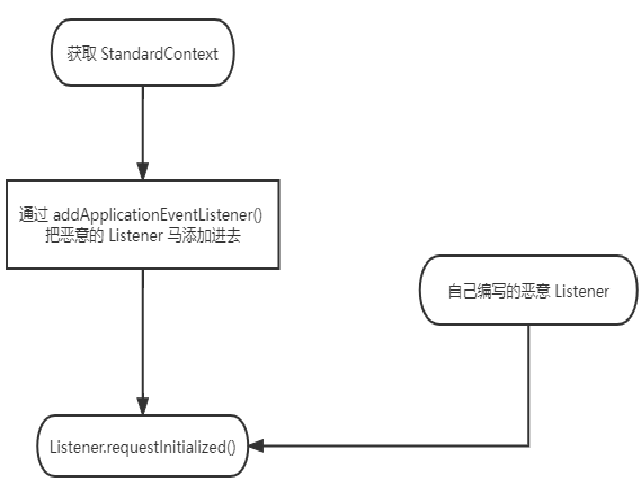 获取 StandardContext
通过 addApplicationEventListener()
把恶意的 Listener 马添加进去
自己编写的恶意 Listener
Listener.requestInitialized()